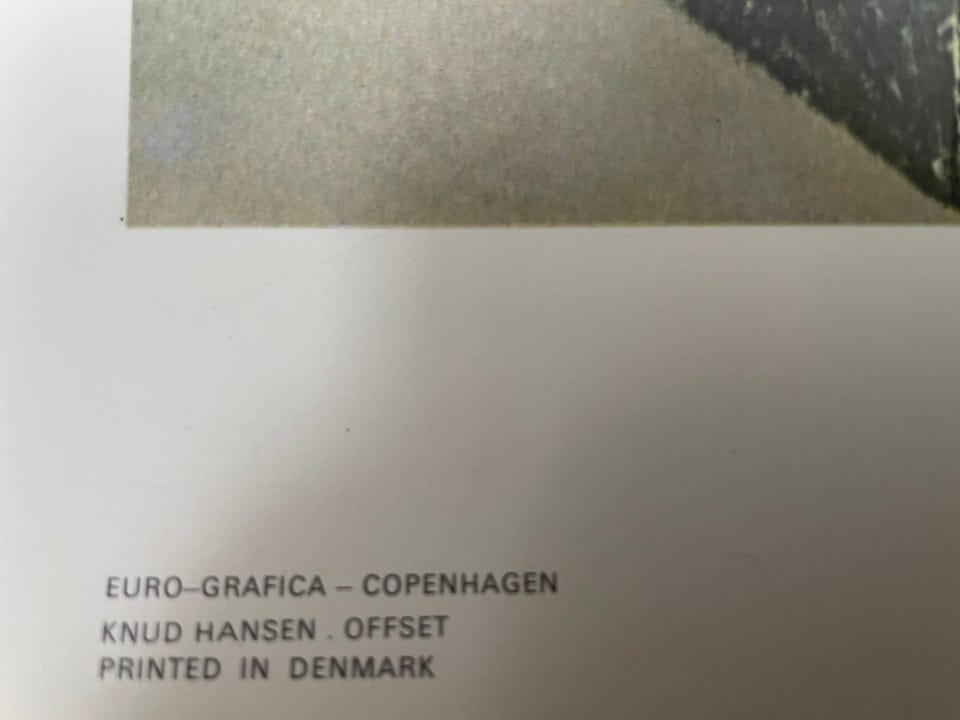 EURO–GRAFICA – COPENHAGEN
KNUD HANSEN . OFFSET
PRINTED IN DENMARK